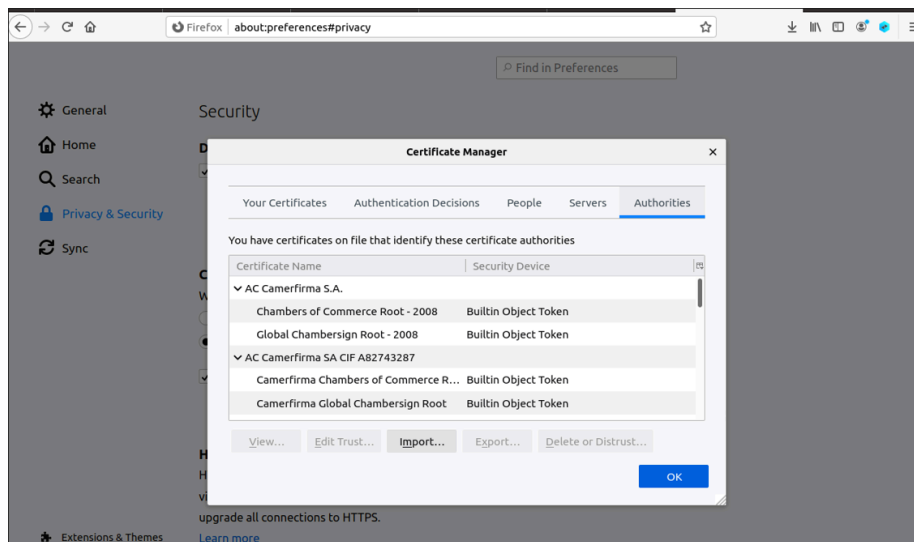 Firefox about:preferences#privacy
Find in Preferences
General
Home
Search
Privacy & Security
Sync
Extensions & Themes
Security
D
Certificate Manager
Your Certificates Authentication Decisions People Servers Authorities
You have certificates on file that identify these certificate authorities
Certificate Name Security Device
AC Camerfirma S.A.
Chambers of Commerce Root - 2008 Builtin Object Token
Global Chambersign Root - 2008 Builtin Object Token
AC Camerfirma SA CIF A82743287
Camerfirma Chambers of Commerce R... Builtin Object Token
Camerfirma Global Chambersign Root Builtin Object Token
View... Edit Trust... Import... Export... Delete or Distrust...
OK
C
W
H
H
vi
upgrade all connections to HTTPS.
Learn more